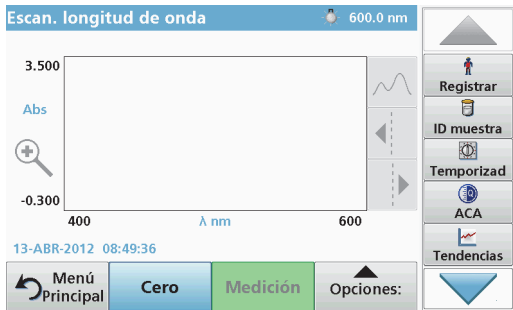 Escan. longitud de onda
600.0 nm
3.500
Abs
-0.300
400
λ nm
600
13-ABR-2012 08:49:36
Menú
Principal
Cero
Medición
Opciones:
Registrar
ID muestra
Temporizad
ACA
Tendencias